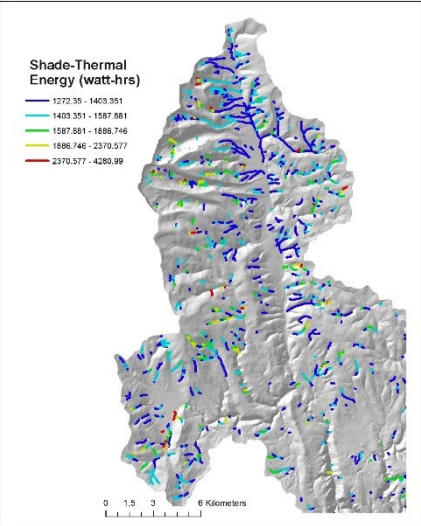 Shade-Thermal
Energy (watt-hrs)
1272.35 - 1403.351
1403.351 - 1587.881
1587.881 - 1886.746
1886.746 - 2370.577
2370.577 - 4280.99
0 1.5 3 6 Kilometers